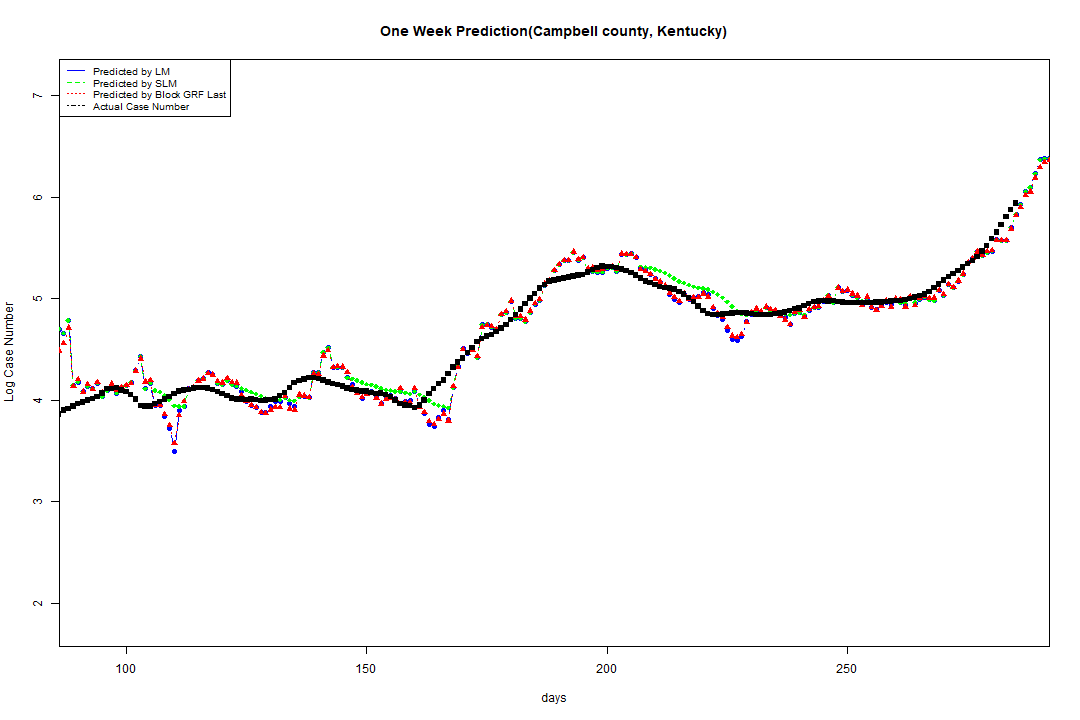 One Week Prediction(Campbell county, Kentucky)
Predicted by LM
Predicted by SLM
Predicted by Block GRF Last
Actual Case Number
Log Case Number
7
6
5
4
3
2
100 150 200 250
days